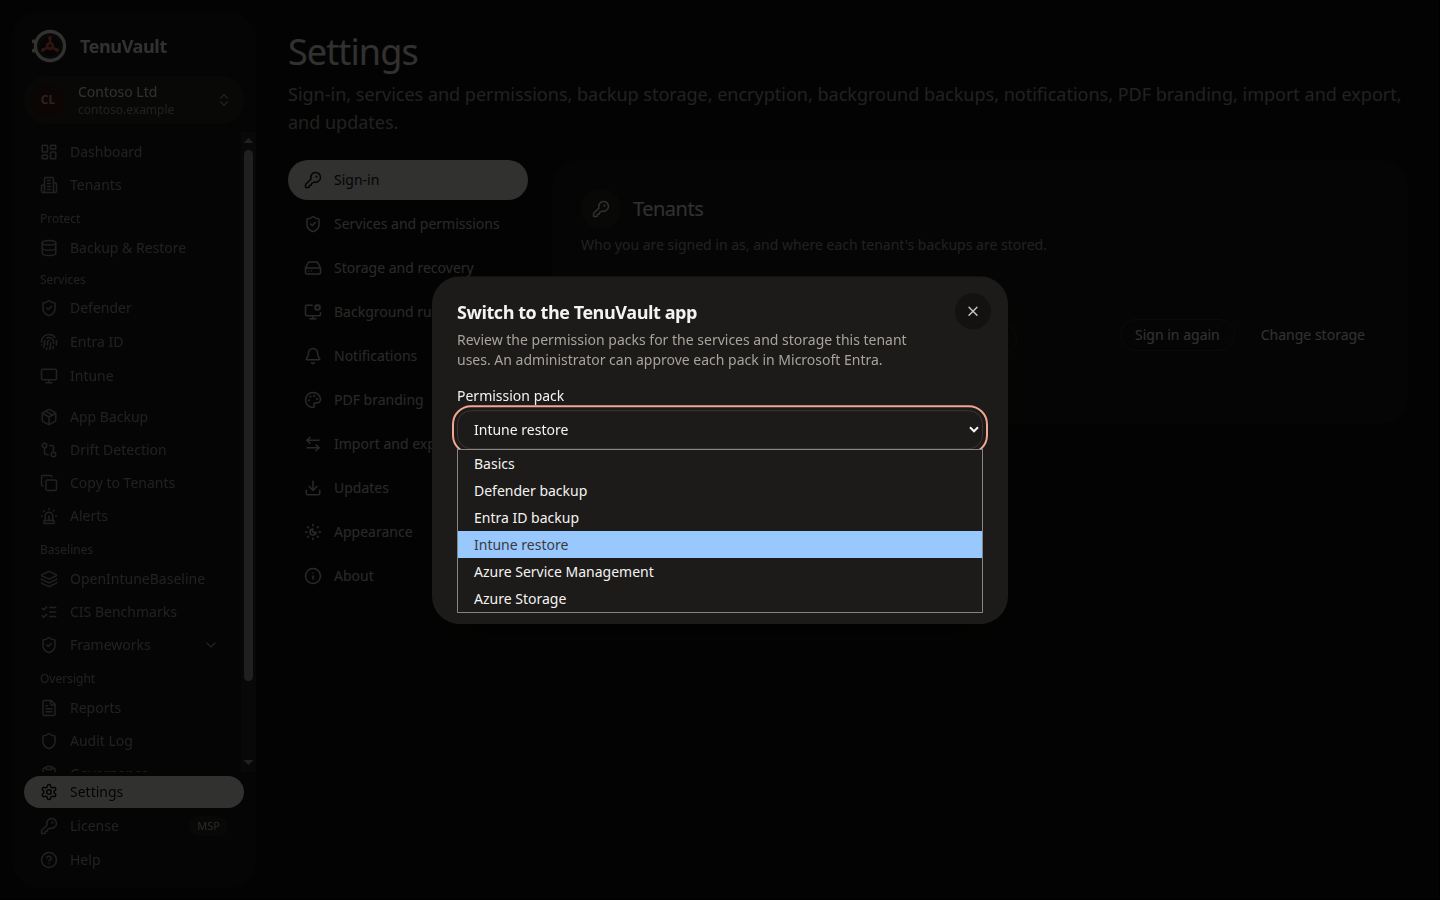 TenuVault
CL
Contoso Ltd
contoso.example
Dashboard
Tenants
Protect
Backup & Restore
Services
Defender
Entra ID
Intune
App Backup
Drift Detection
Copy to Tenants
Alerts
Baselines
OpenIntuneBaseline
CIS Benchmarks
Frameworks
Oversight
Reports
Audit Log
Settings
License
MSP
Help
Settings
Sign-in, services and permissions, backup storage, encryption, background backups, notifications, PDF branding, import and export,
and updates.
Sign-in
Services and permissions
Storage and recovery
Background ru
Notifications
PDF branding
Import and exp
Updates
Appearance
About
Tenants
Who you are signed in as, and where each tenant's backups are stored.
Sign in again
Change storage
Switch to the TenuVault app
Review the permission packs for the services and storage this tenant
uses. An administrator can approve each pack in Microsoft Entra.
Permission pack
Intune restore
Basics
Defender backup
Entra ID backup
Intune restore
Azure Service Management
Azure Storage